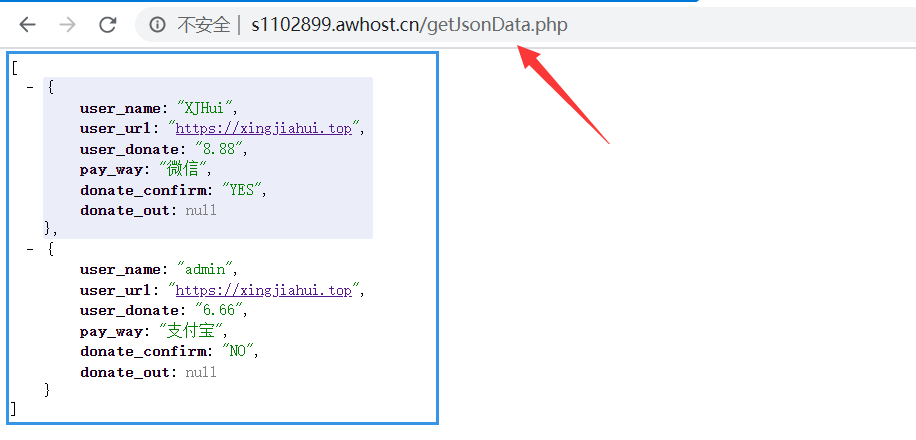 不安全 | s1102899.awhost.cn/getJsonData.php
[
- {
user_name: "XJHui",
user_url: "https://xingjiahui.top",
user_donate: "8.88",
pay_way: "微信",
donate_confirm: "YES",
donate_out: null
},
- {
user_name: "admin",
user_url: "https://xingjiahui.top",
user_donate: "6.66",
pay_way: "支付宝",
donate_confirm: "NO",
donate_out: null
}
]